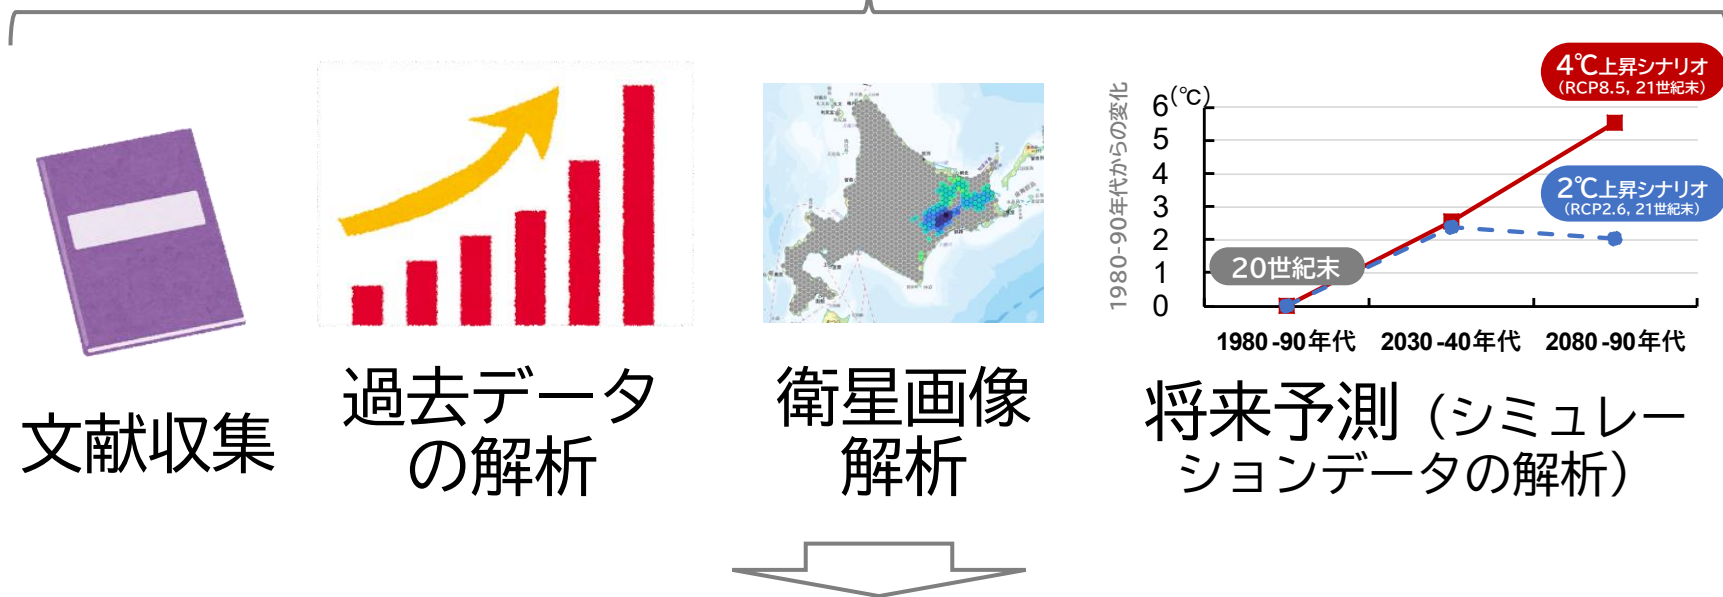 文献収集
過去データ
の解析
衛星画像
解析
1980-90年代からの変化
(℃)
6
5
4
3
2
1
0
4℃上昇シナリオ
(RCP8.5, 21世紀末)
2℃上昇シナリオ
(RCP2.6, 21世紀末)
20世紀末
1980-90年代 2030-40年代 2080-90年代
将来予測（シミュレー
ションデータの解析）